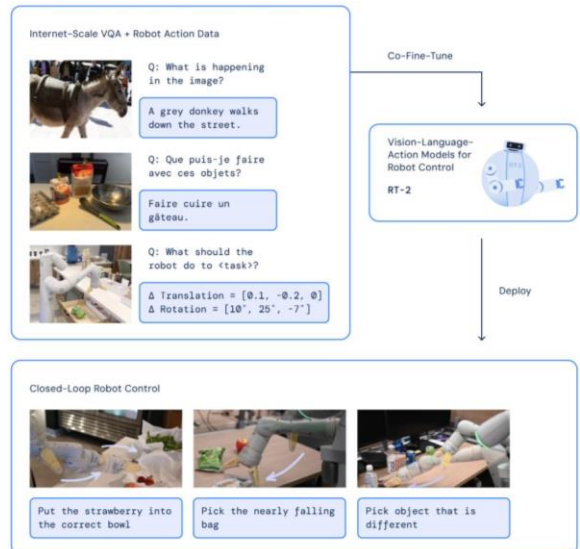 Internet-Scale VQA + Robot Action Data
Q: What is happening
in the image?
A grey donkey walks
down the street.
Q: Que puis-je faire
avec ces objets?
Faire cuire un
gâteau.
Q: What should the
robot do to <task>?
Δ Translation = [0.1, -0.2, 0]
Δ Rotation = [10°, 25°, -7°]
Co-Fine-Tune
Vision-Language-
Action Models for
Robot Control
RT-2
Deploy
Closed-Loop Robot Control
Put the strawberry into
the correct bowl
Pick the nearly falling
bag
Pick object that is
different